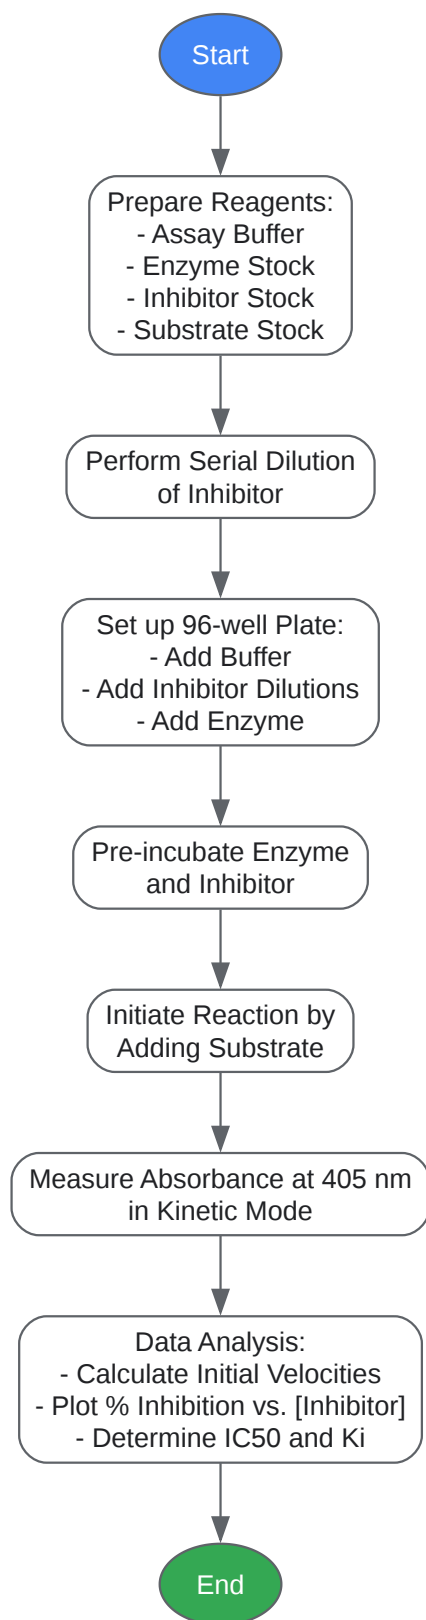 Start
Prepare Reagents:
- Assay Buffer
- Enzyme Stock
- Inhibitor Stock
- Substrate Stock
Perform Serial Dilution
of Inhibitor
Set up 96-well Plate:
- Add Buffer
- Add Inhibitor Dilutions
- Add Enzyme
Pre-incubate Enzyme
and Inhibitor
Initiate Reaction by
Adding Substrate
Measure Absorbance at 405 nm
in Kinetic Mode
Data Analysis:
- Calculate Initial Velocities
- Plot % Inhibition vs. [Inhibitor]
- Determine IC50 and Ki
End